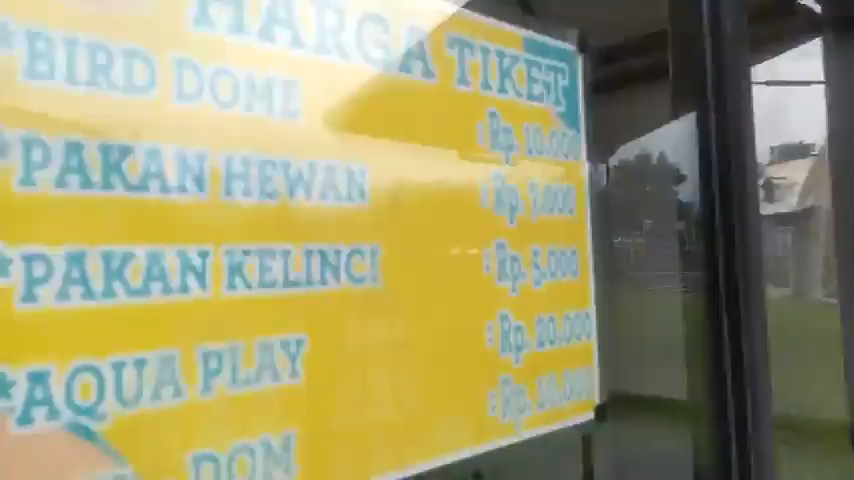 HARGA TIKET
*BIRD DOME : Rp. 10.000
*PAKAN HEWAN : Rp. 7.000
*PAKAN KELINCI : Rp. 5.000
*AQUA PLAY : Rp. 20.000
DOM : Rp.